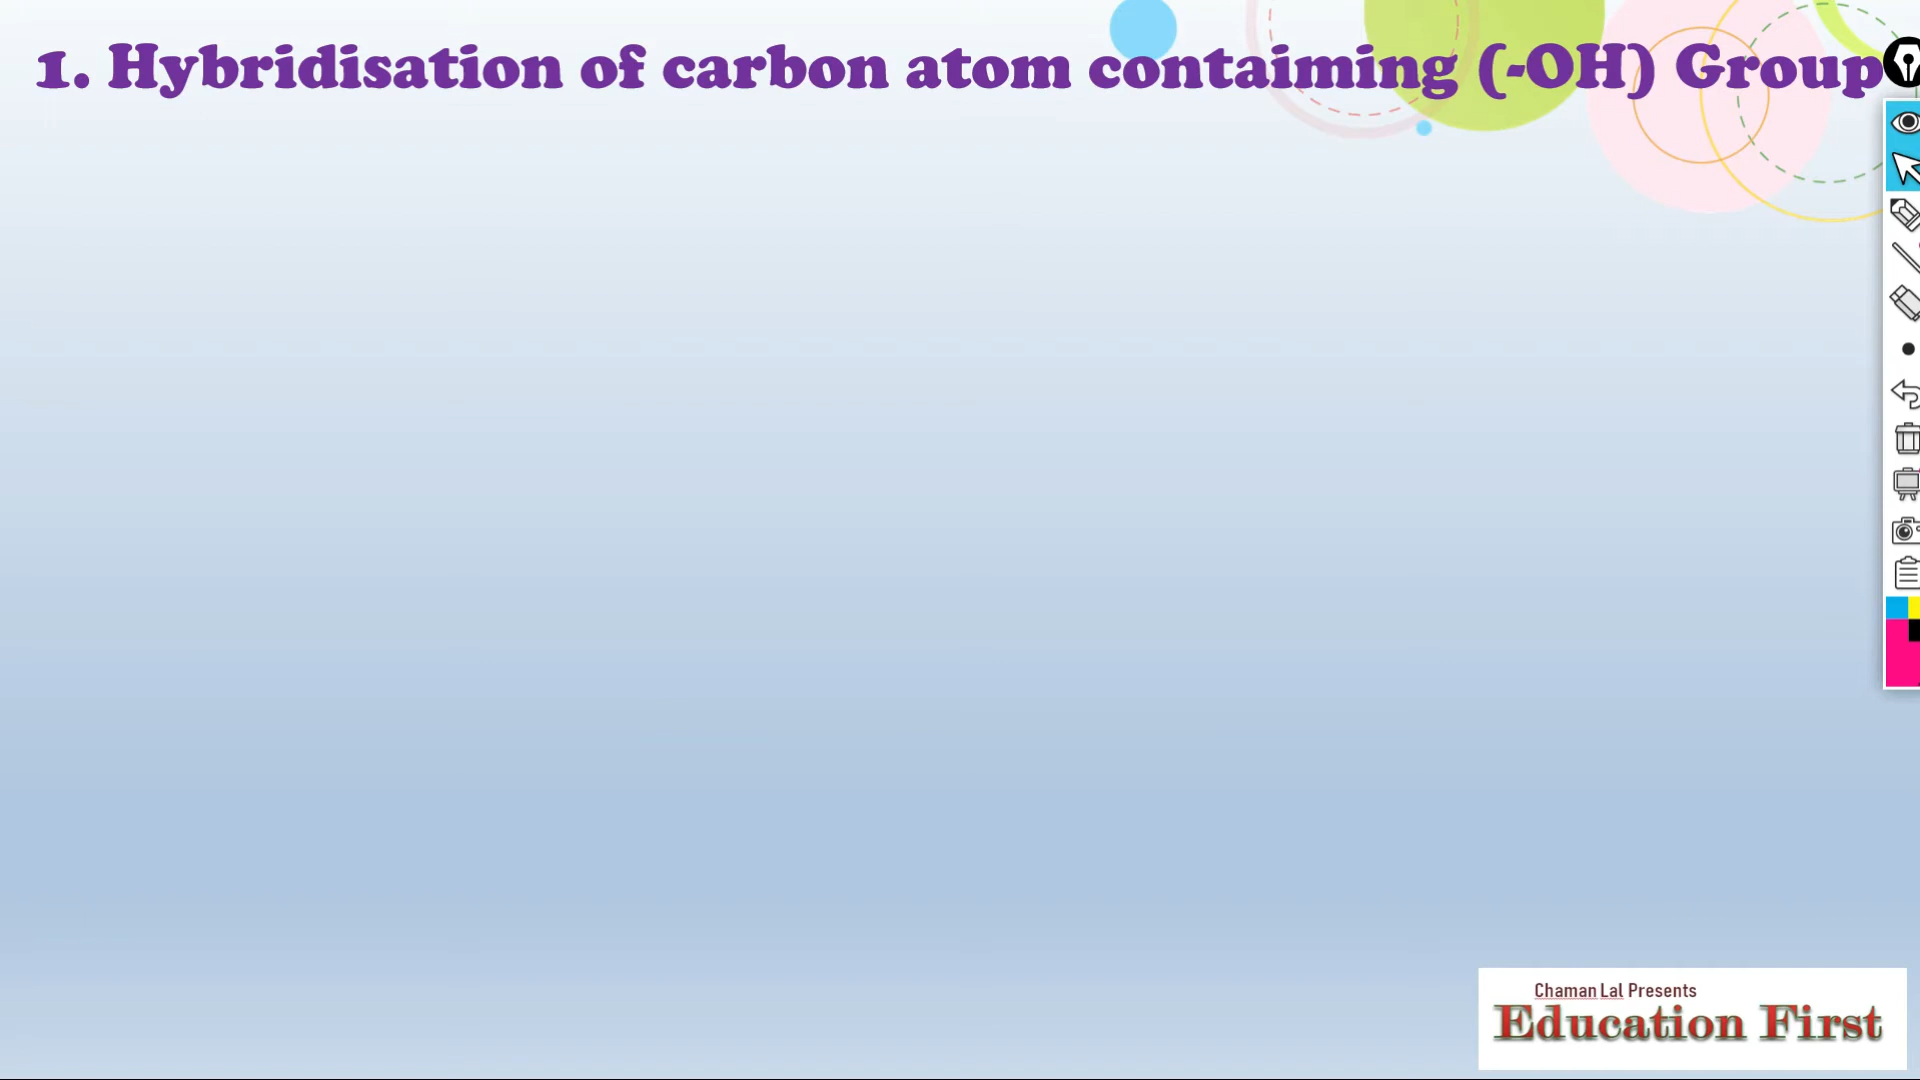 1. Hybridisation of carbon atom contaiming (-OH) Group
Chaman Lal Presents
Education First